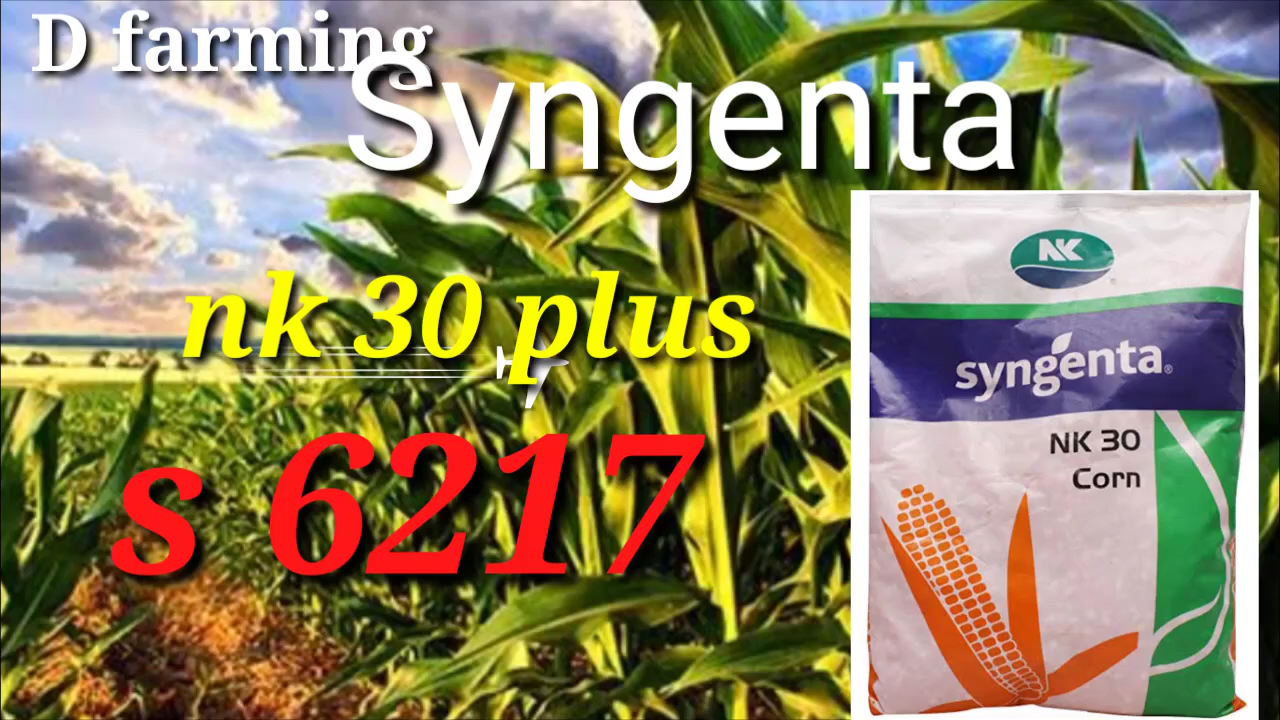 D farming
Syngenta
nk 30 plus
s 6217
NK
syngenta®
NK 30
Corn